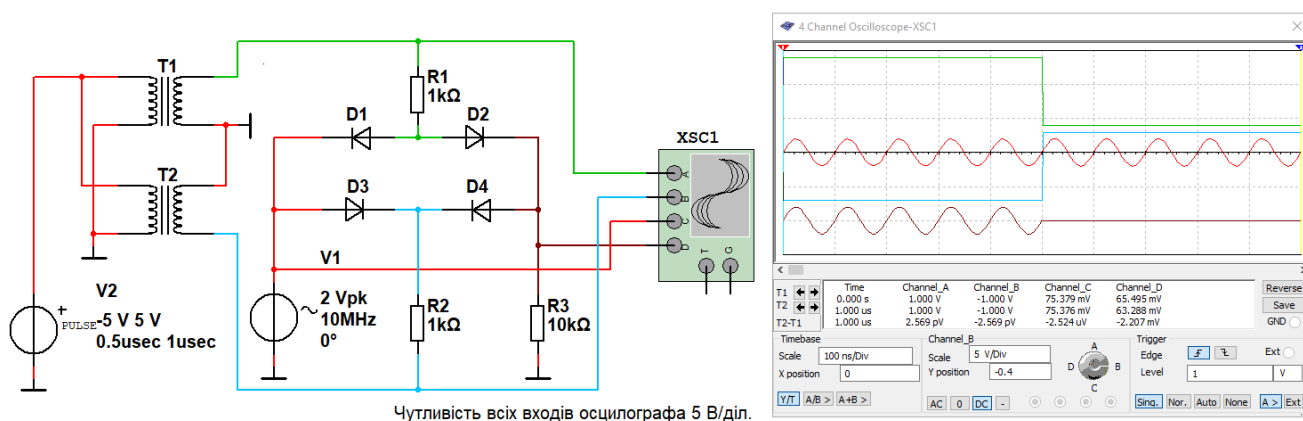 T1
T2
V2
PULSE -5 V 5 V
0.5usec 1usec
R1
1kΩ
D1
D2
D3
D4
V1
2 Vpk
10MHz
0°
R2
1kΩ
R3
10kΩ
XSC1
A
B
C
D
T
G
Чутливість всіх входів осцилографа 5 В/діл.
4 Channel Oscilloscope-XSC1
Time Channel_A Channel_B Channel_C Channel_D
T1 0.000 s 1.000 V -1.000 V 75.379 mV 65.495 mV
T2 1.000 us 1.000 V -1.000 V 75.376 mV 63.288 mV
T2-T1 1.000 us 2.569 pV -2.569 pV -2.524 uV -2.207 mV
Reverse
Save
GND
Timebase
Scale 100 ns/Div
X position 0
Y/T A/B > A+B >
Channel_B
Scale 5 V/Div
Y position -0.4
AC 0 DC -
A
B
C
D
Trigger
Edge Ext
Level 1 V
Sing. Nor. Auto None A > Ext